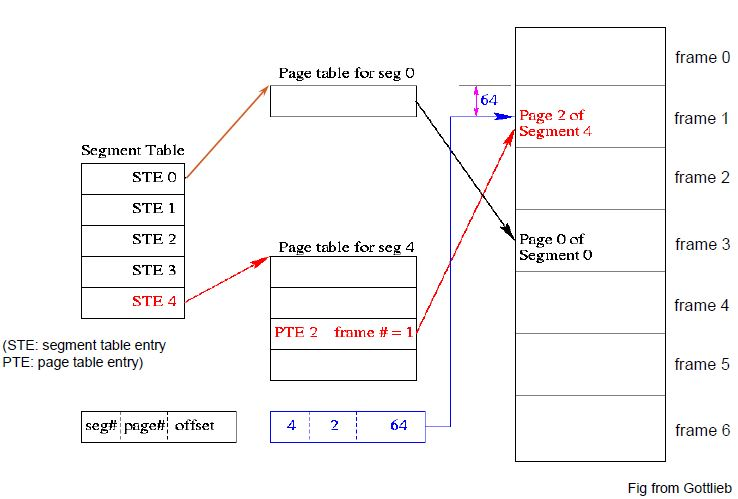 Page table for seg 0
64
Segment Table
STE 0
STE 1
STE 2
STE 3
STE 4
(STE: segment table entry
PTE: page table entry)
Page table for seg 4
PTE 2 frame # = 1
seg# page# offset
4 2 64
Page 2 of
Segment 4
Page 0 of
Segment 0
frame 0
frame 1
frame 2
frame 3
frame 4
frame 5
frame 6
Fig from Gottlieb